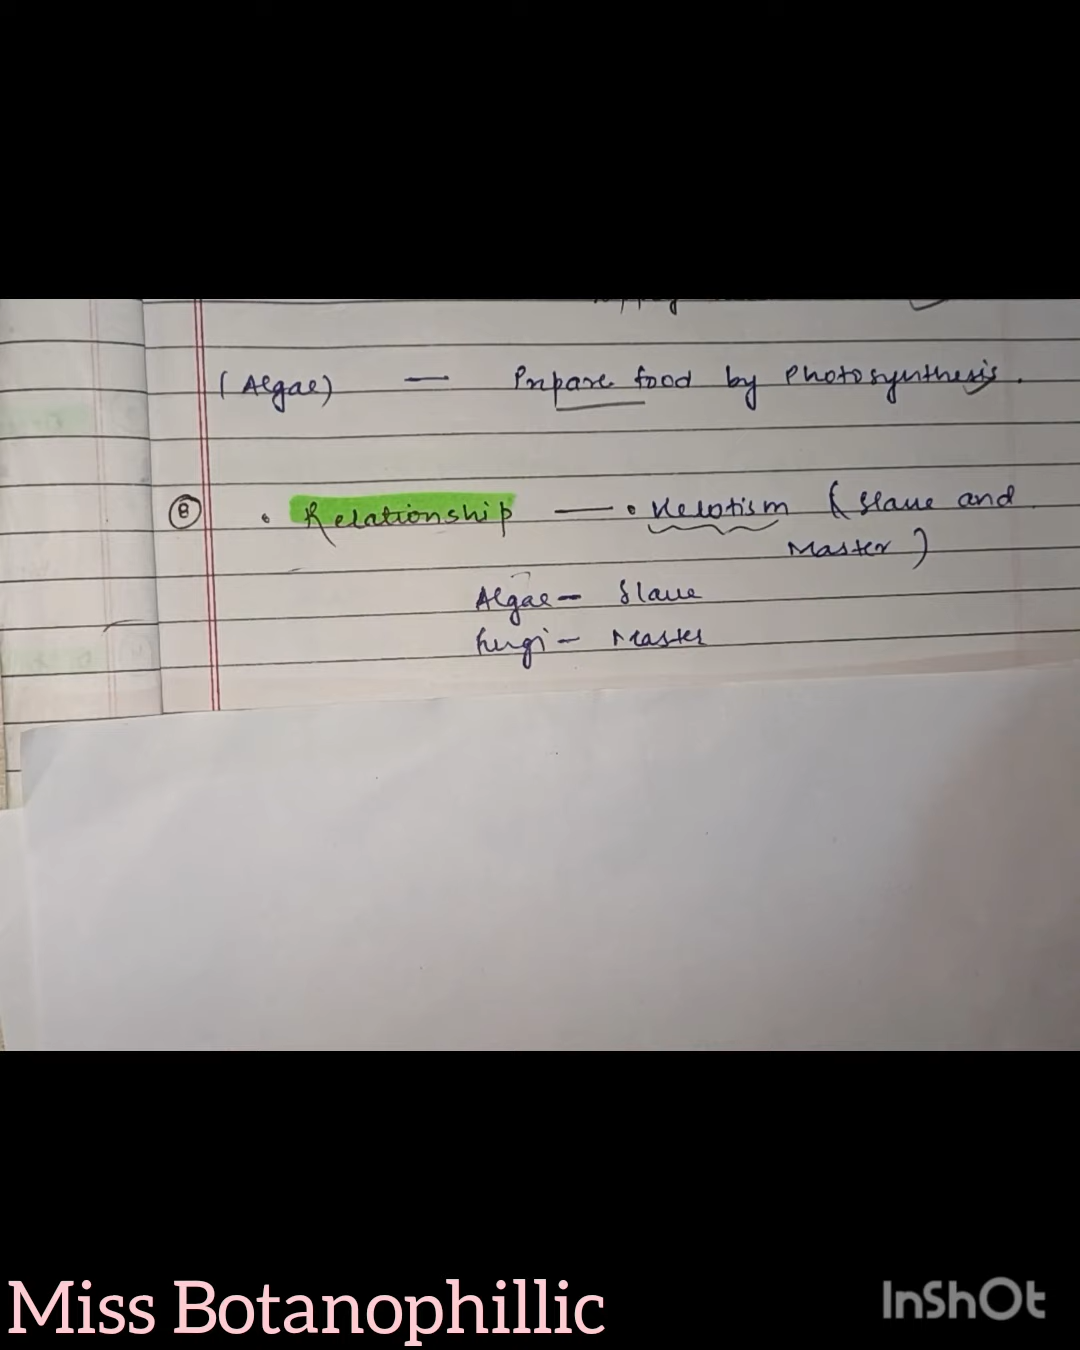 (Algae) — Prepare food by Photosynthesis.
⑧ • Relationship — • Helotism (Slave and
Master)
Algae — Slave
Fungi — Master
Miss Botanophillic
InShOt